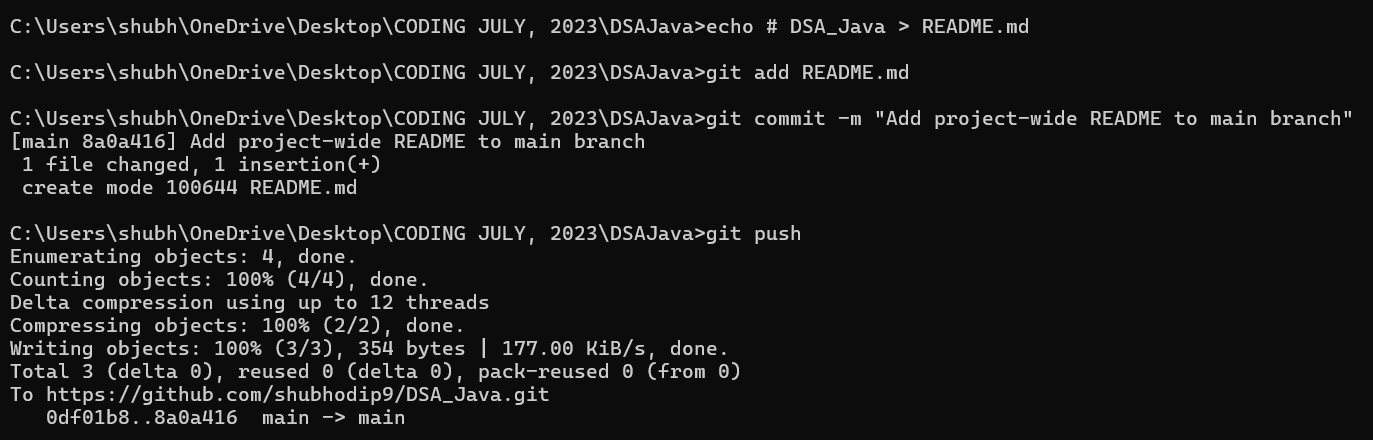 C:\Users\shubh\OneDrive\Desktop\CODING JULY, 2023\DSAJava>echo # DSA_Java > README.md
C:\Users\shubh\OneDrive\Desktop\CODING JULY, 2023\DSAJava>git add README.md
C:\Users\shubh\OneDrive\Desktop\CODING JULY, 2023\DSAJava>git commit -m "Add project-wide README to main branch"
[main 8a0a416] Add project-wide README to main branch
 1 file changed, 1 insertion(+)
 create mode 100644 README.md
C:\Users\shubh\OneDrive\Desktop\CODING JULY, 2023\DSAJava>git push
Enumerating objects: 4, done.
Counting objects: 100% (4/4), done.
Delta compression using up to 12 threads
Compressing objects: 100% (2/2), done.
Writing objects: 100% (3/3), 354 bytes | 177.00 KiB/s, done.
Total 3 (delta 0), reused 0 (delta 0), pack-reused 0 (from 0)
To https://github.com/shubhodip9/DSA_Java.git
   0df01b8..8a0a416  main -> main